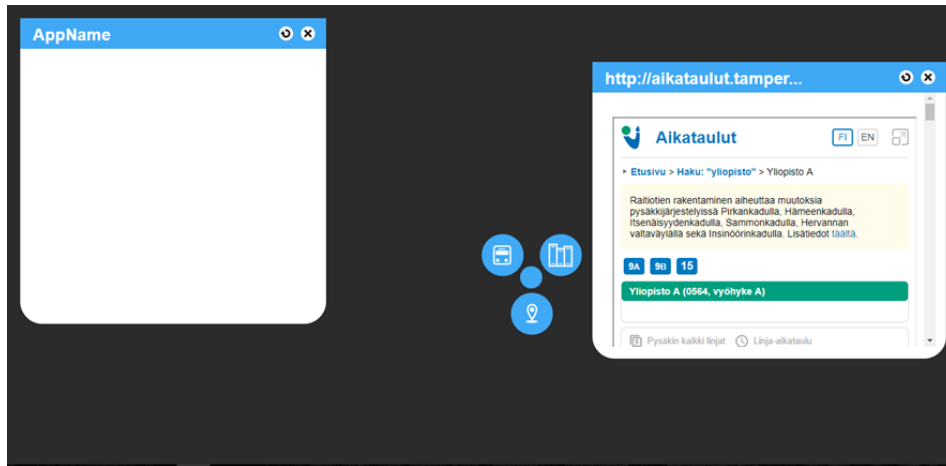 AppName
http://aikataulut.tamper...
Aikataulut
FI EN
Etusivu > Haku: "yliopisto" > Yliopisto A
Raitiotien rakentaminen aiheuttaa muutoksia
pysäkkijärjestelyissä Pirkankadulla, Hämeenkadulla,
Itsenäisyydenkadulla, Sammonkadulla, Hervannan
valtaväylällä sekä Insinöörinkadulla. Lisätiedot täältä.
9A 9B 15
Yliopisto A (0564, vyöhyke A)
Pysäkin kaikki linjat Linja-aikataulu